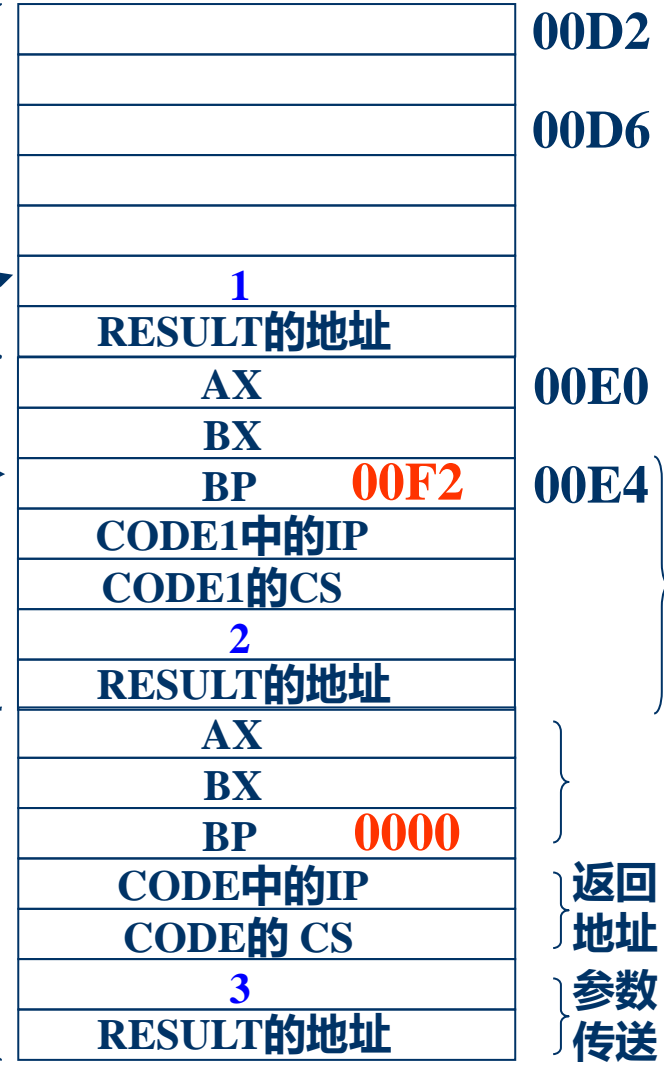 00D2
00D6
1
RESULT的地址
AX 00E0
BX
BP 00F2 00E4
CODE1中的IP
CODE1的CS
2
RESULT的地址
AX
BX
BP 0000
CODE中的IP 返回
CODE的 CS 地址
3 参数
RESULT的地址 传送